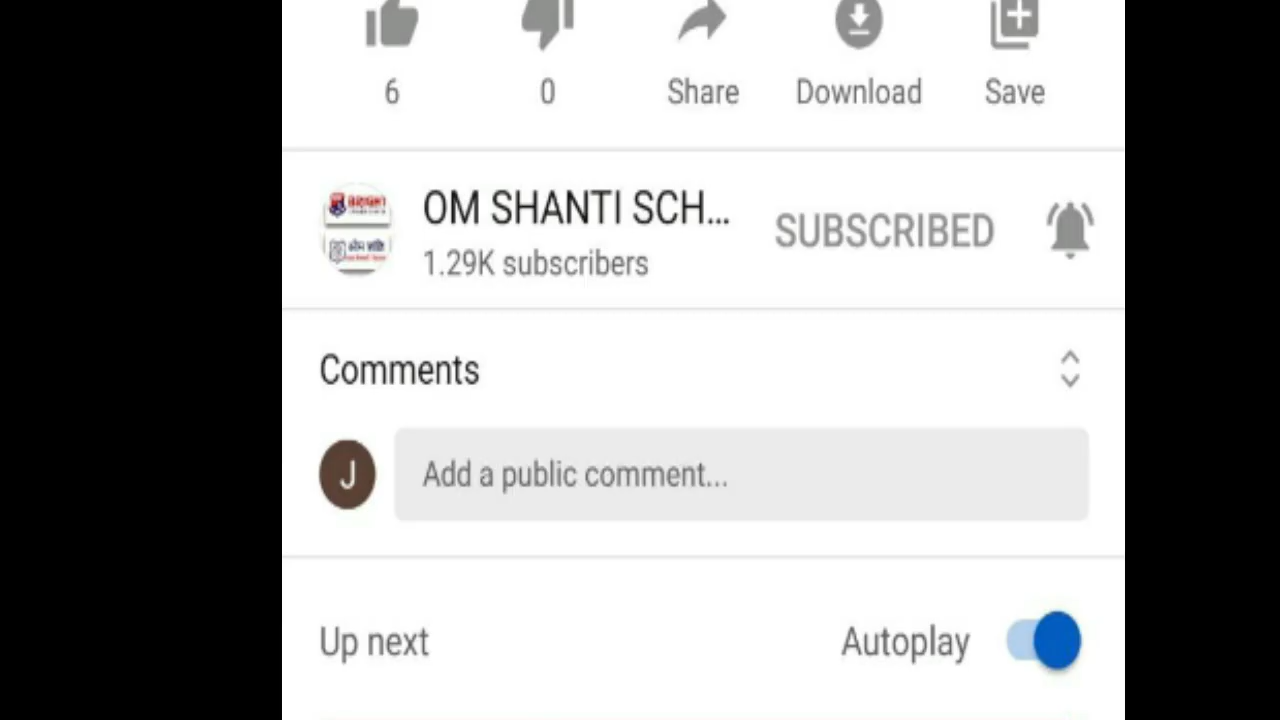 6
0
Share
Download
Save
OM SHANTI SCH...
1.29K subscribers
SUBSCRIBED
Comments
J
Add a public comment...
Up next
Autoplay